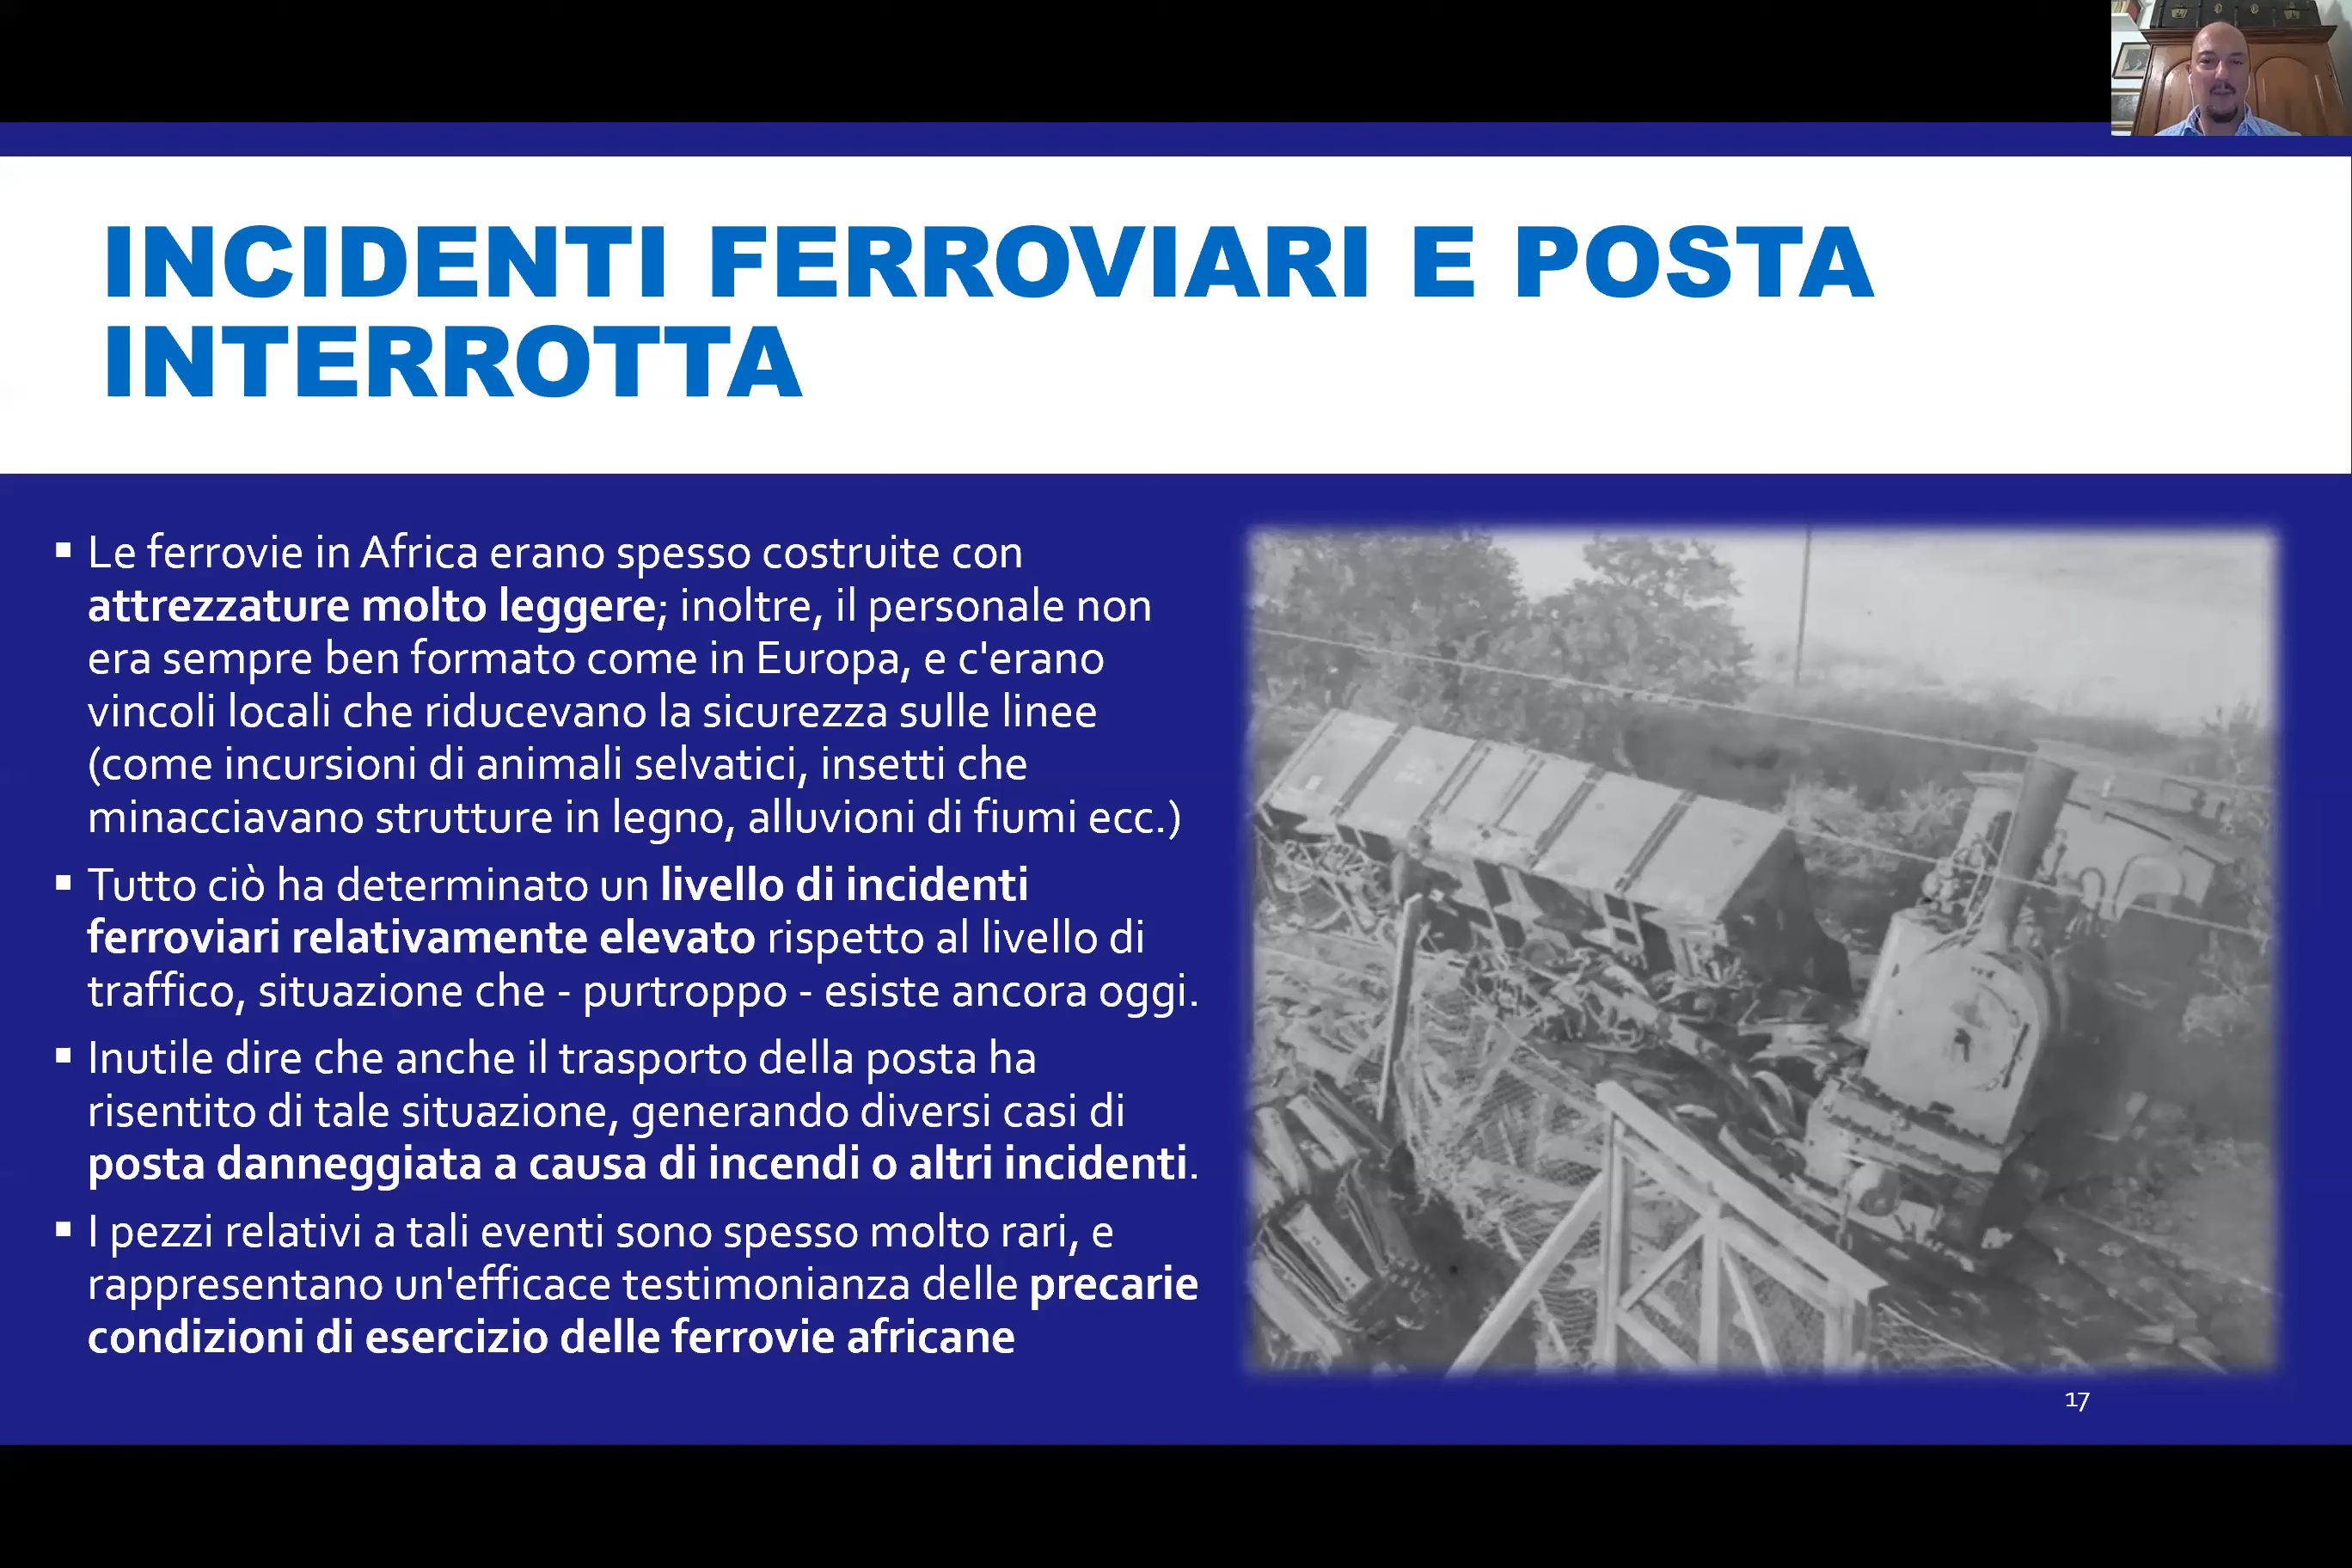 INCIDENTI FERROVIARI E POSTA
INTERROTTA
▪ Le ferrovie in Africa erano spesso costruite con
attrezzature molto leggere; inoltre, il personale non
era sempre ben formato come in Europa, e c'erano
vincoli locali che riducevano la sicurezza sulle linee
(come incursioni di animali selvatici, insetti che
minacciavano strutture in legno, alluvioni di fiumi ecc.)
▪ Tutto ciò ha determinato un livello di incidenti
ferroviari relativamente elevato rispetto al livello di
traffico, situazione che - purtroppo - esiste ancora oggi.
▪ Inutile dire che anche il trasporto della posta ha
risentito di tale situazione, generando diversi casi di
posta danneggiata a causa di incendi o altri incidenti.
▪ I pezzi relativi a tali eventi sono spesso molto rari, e
rappresentano un'efficace testimonianza delle precarie
condizioni di esercizio delle ferrovie africane
17